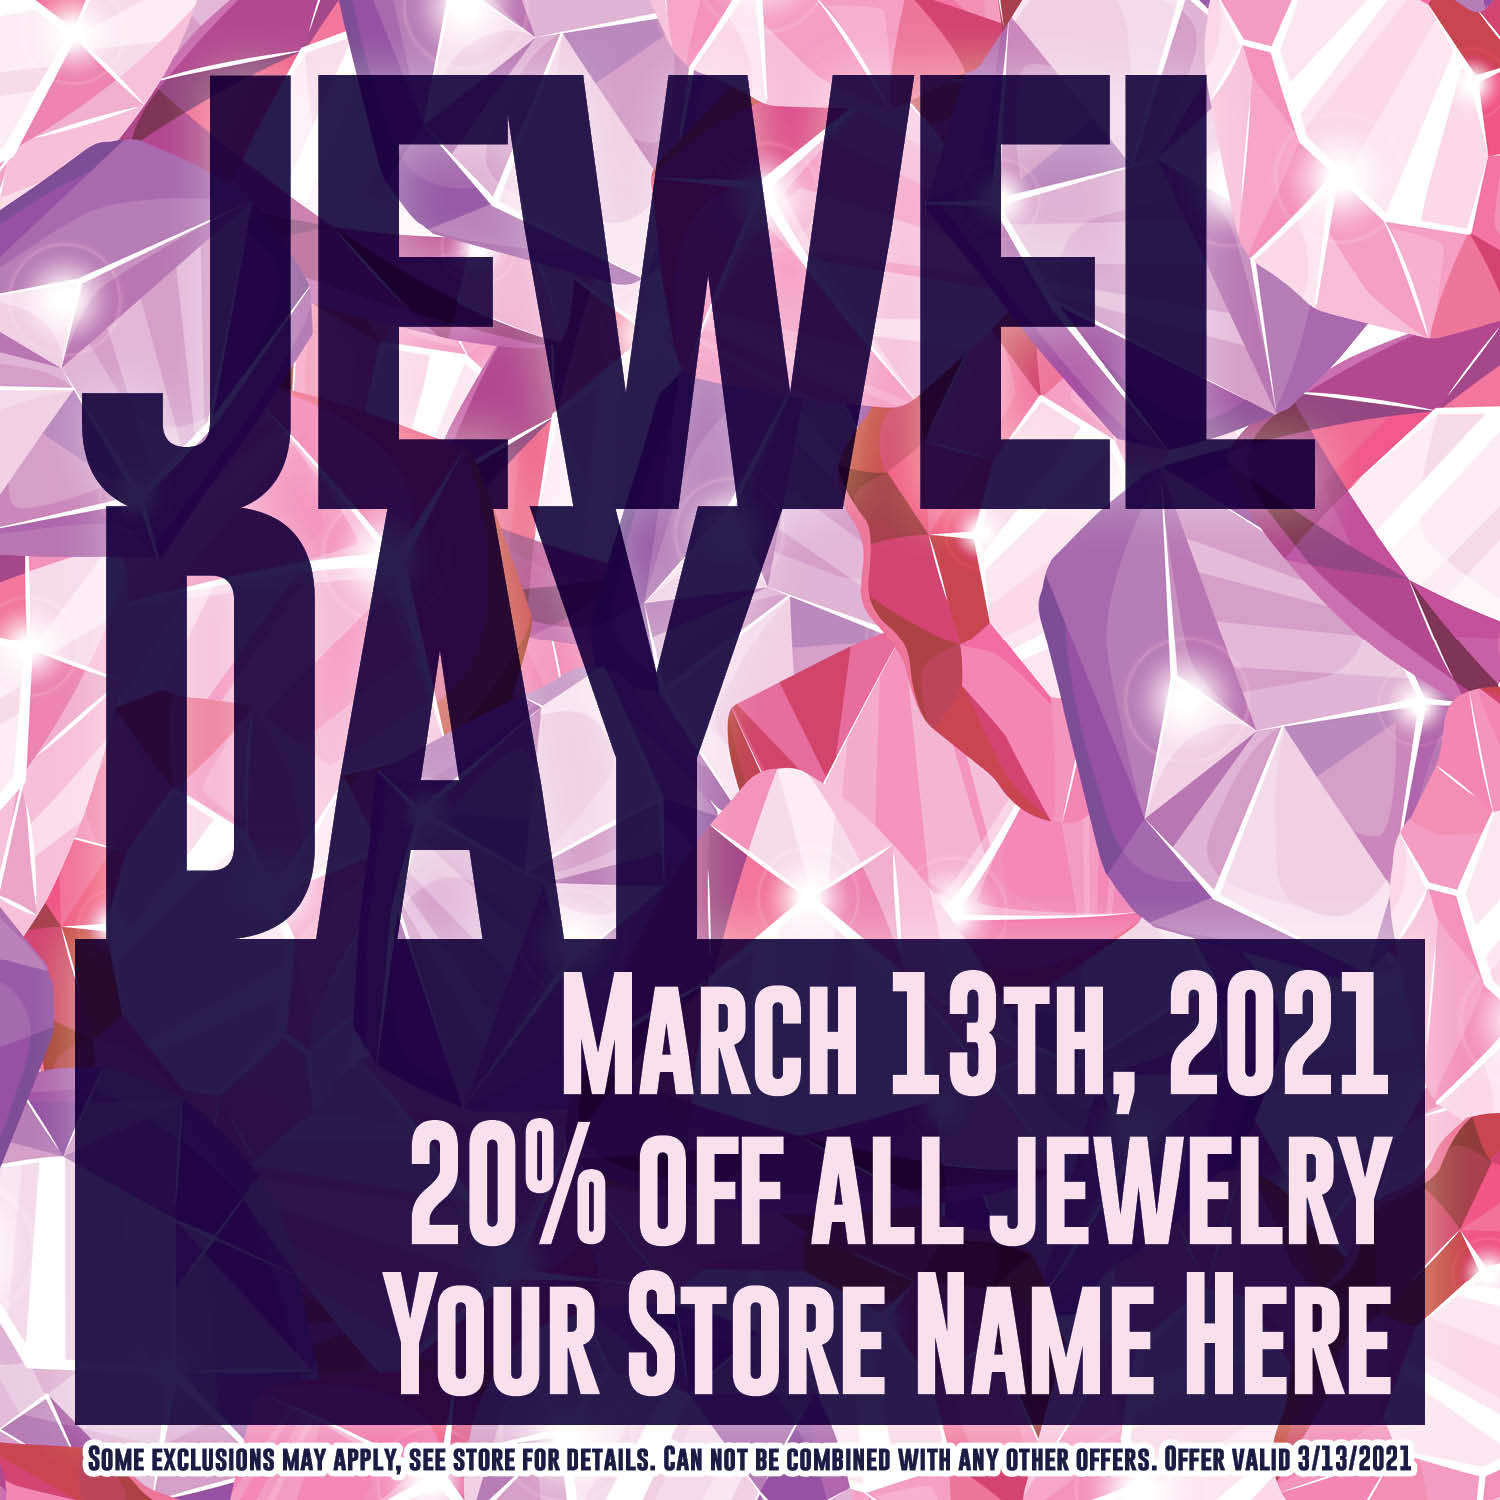 JEWEL
DAY
March 13th, 2021
20% off all jewelry
Your Store Name Here
Some exclusions may apply, see store for details. Can not be combined with any other offers. Offer valid 3/13/2021